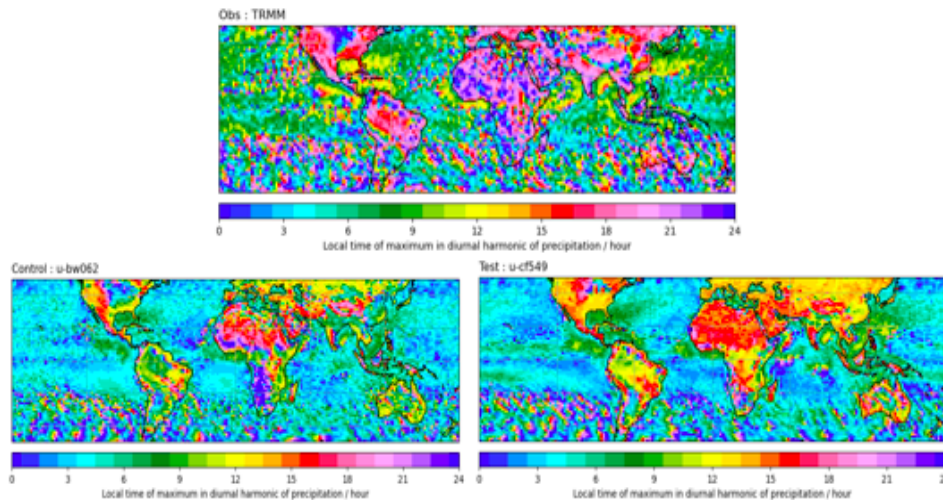 Obs : TRMM
0 3 6 9 12 15 18 21 24
Local time of maximum in diurnal harmonic of precipitation / hour
Control : u-bw062
0 3 6 9 12 15 18 21 24
Local time of maximum in diurnal harmonic of precipitation / hour
Test : u-cf549
0 3 6 9 12 15 18 21 2
Local time of maximum in diurnal harmonic of precipitation / hour